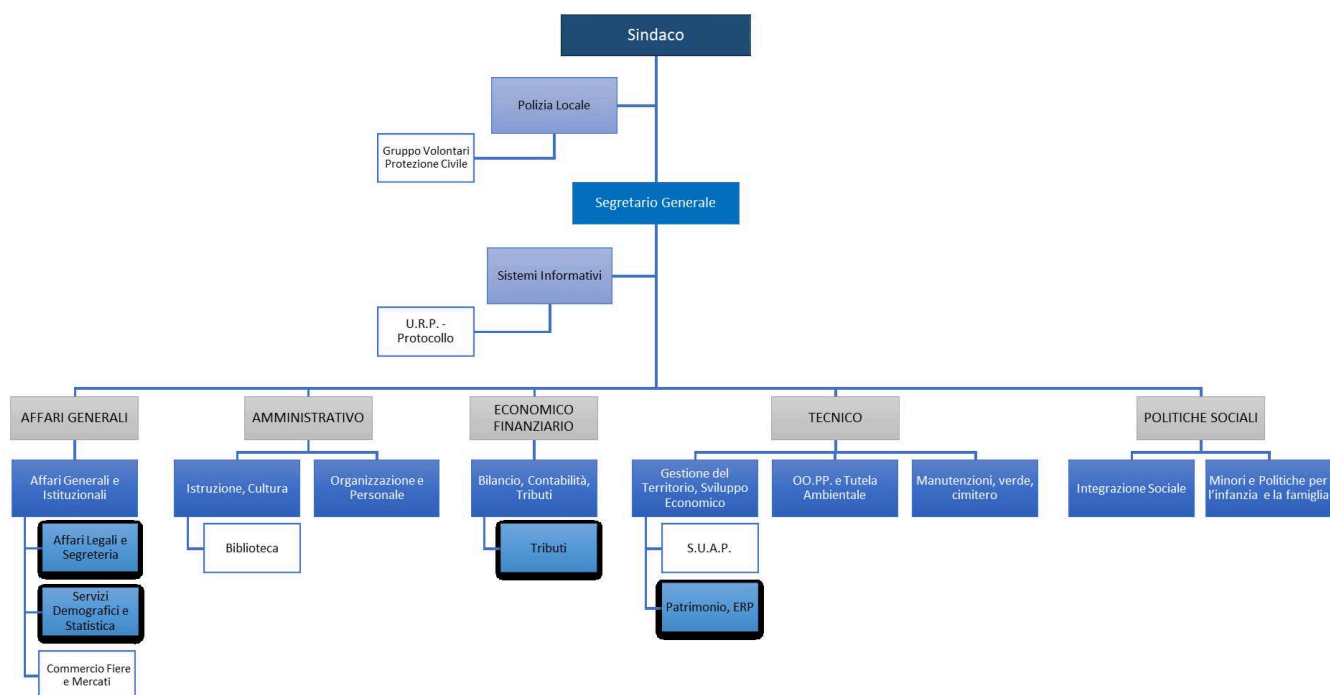 Sindaco
Polizia Locale
Gruppo Volontari
Protezione Civile
Segretario Generale
Sistemi Informativi
U.R.P. -
Protocollo
AFFARI GENERALI
AMMINISTRATIVO
ECONOMICO
FINANZIARIO
TECNICO
POLITICHE SOCIALI
Affari Generali e
Istituzionali
Istruzione, Cultura
Organizzazione e
Personale
Bilancio, Contabilità,
Tributi
Gestione del
Territorio, Sviluppo
Economico
OO.PP. e Tutela
Ambientale
Manutenzioni, verde,
cimitero
Integrazione Sociale
Minori e Politiche per
l'infanzia e la famiglia
Affari Legali e
Segreteria
Biblioteca
Tributi
S.U.A.P.
Servizi
Demografici e
Statistica
Patrimonio, ERP
Commercio Fiere
e Mercati